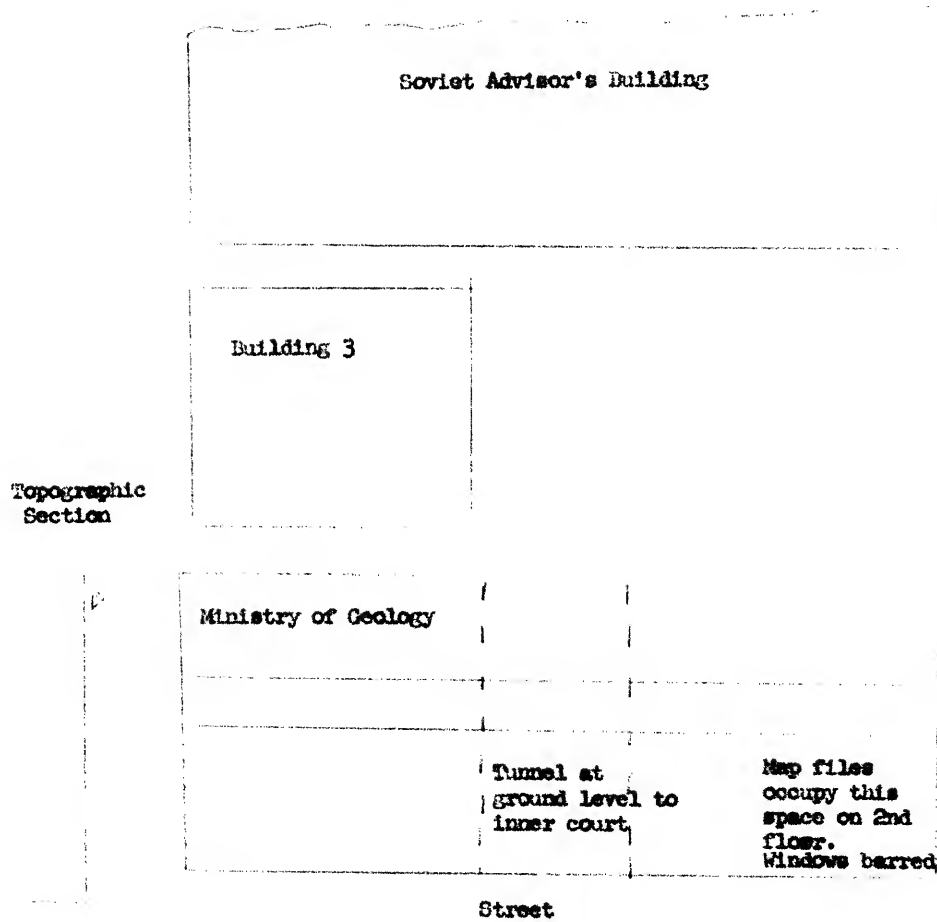 Soviet Advisor's Building
Building 3
Topographic
Section
Ministry of Geology
Tunnel at
ground level to
inner court
Map files
occupy this
space on 2nd
floor.
Windows barred
Street